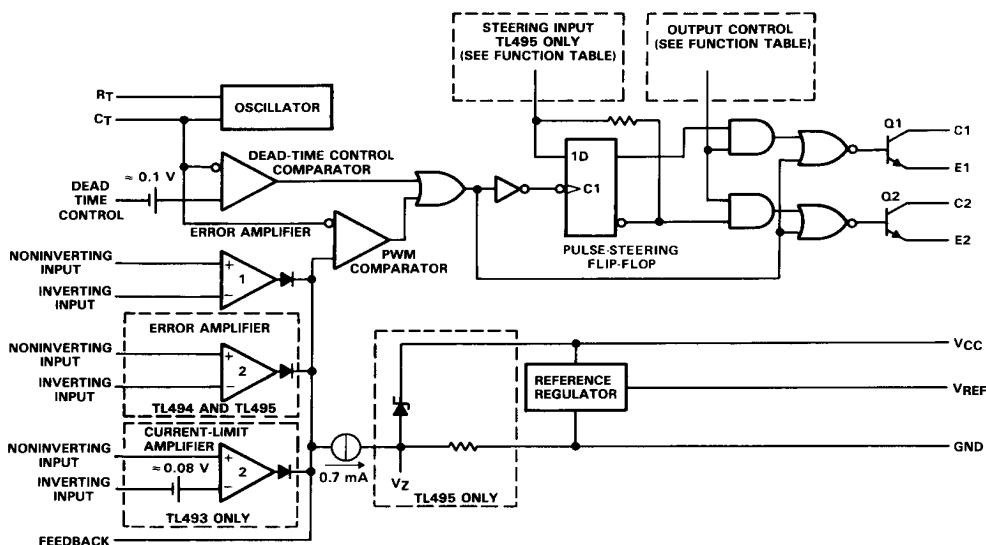 STEERING INPUT
TL495 ONLY
(SEE FUNCTION TABLE)
OUTPUT CONTROL
(SEE FUNCTION TABLE)
RT
CT
OSCILLATOR
DEAD-TIME CONTROL
COMPARATOR
≈ 0.1 V
DEAD
TIME
CONTROL
1D
C1
PULSE-STEERING
FLIP-FLOP
Q1
C1
E1
Q2
C2
E2
ERROR AMPLIFIER
PWM
COMPARATOR
NONINVERTING
INPUT
INVERTING
INPUT
+
1
−
ERROR AMPLIFIER
NONINVERTING
INPUT
INVERTING
INPUT
+
2
−
TL494 AND TL495
CURRENT-LIMIT
AMPLIFIER
NONINVERTING
INPUT
≈0.08 V
INVERTING
INPUT
+
2
−
TL493 ONLY
FEEDBACK
0.7 mA
VZ
TL495 ONLY
REFERENCE
REGULATOR
VCC
VREF
GND